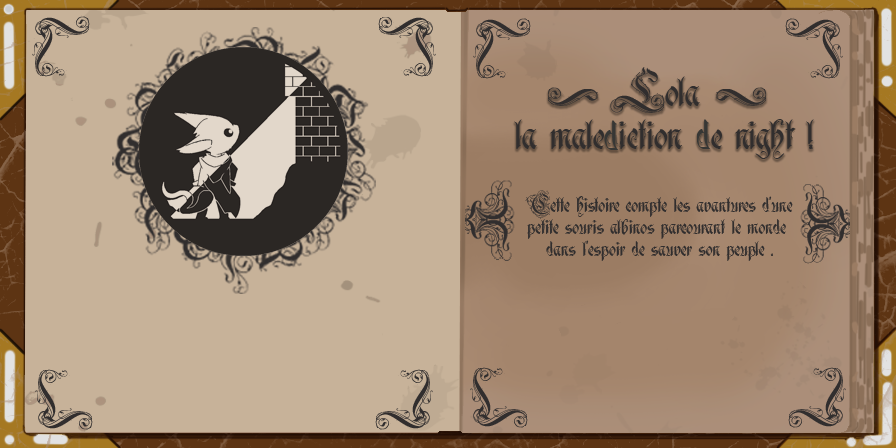 Lola
la malediction de night !
Cette histoire compte les avantures d'une
petite souris albinos parcourant le monde
dans l'espoir de sauver son peuple .